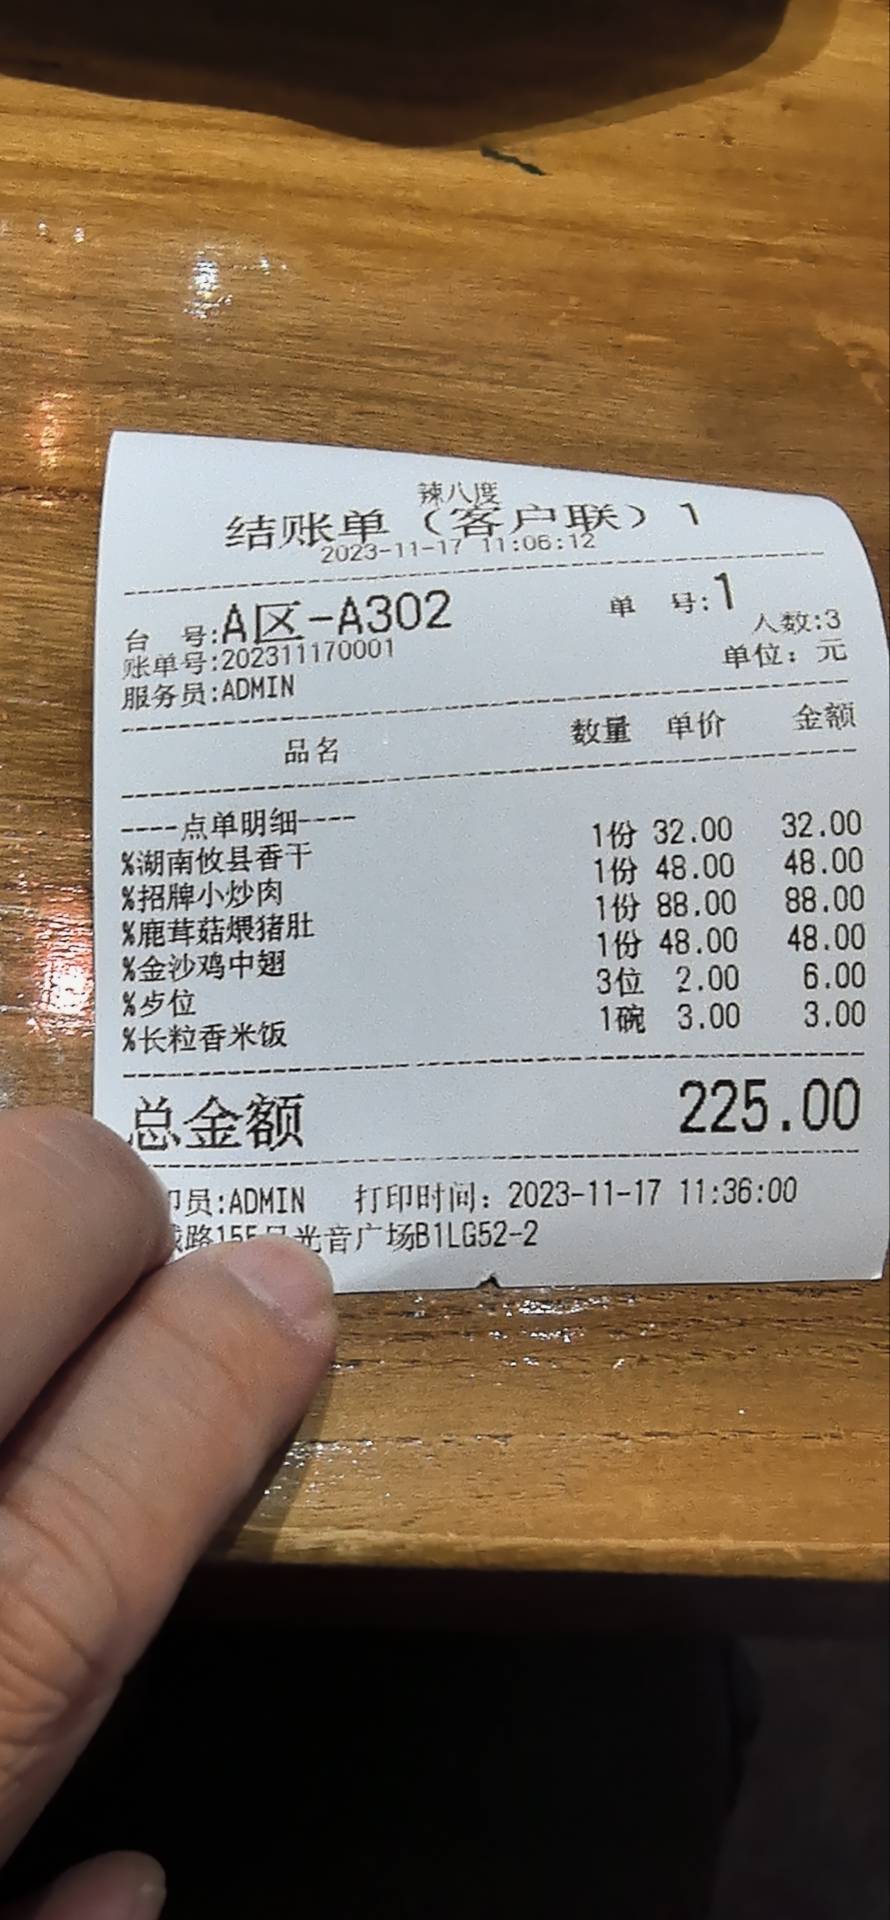 辣八度
结账单（客户联）1
2023-11-17 11:06:12
台 号:A区-A302 单 号:1
账单号:202311170001 人数:3
服务员:ADMIN 单位：元
品名 数量 单价 金额
----点单明细----
%湖南攸县香干 1份 32.00 32.00
%招牌小炒肉 1份 48.00 48.00
%鹿茸菇煨猪肚 1份 88.00 88.00
%金沙鸡中翅 1份 48.00 48.00
%歺位 3位 2.00 6.00
%长粒香米饭 1碗 3.00 3.00
总金额 225.00
印员:ADMIN 打印时间：2023-11-17 11:36:00
路155号光音广场B1LG52-2